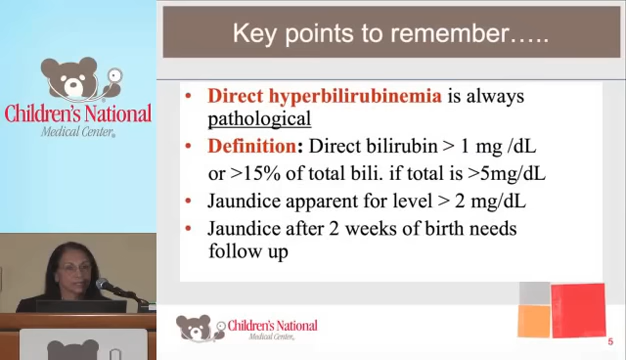 Key points to remember…..
Children's National
Medical Center™
• Direct hyperbilirubinemia is always
pathological
• Definition: Direct bilirubin > 1 mg /dL
or >15% of total bili. if total is >5mg/dL
• Jaundice apparent for level > 2 mg/dL
• Jaundice after 2 weeks of birth needs
follow up
Children's National
Medical Center
5